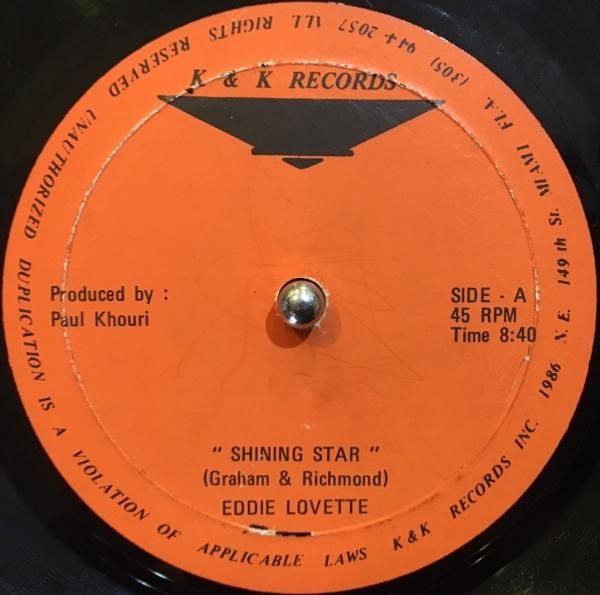 K & K RECORDS
Produced by :
Paul Khouri
SIDE - A
45 RPM
Time 8:40
" SHINING STAR "
(Graham & Richmond)
EDDIE LOVETTE
K & K RECORDS INC. 1986 N.E. 149th St. MIAMI FLA. (305) 944-2057 ALL RIGHTS RESERVED UNAUTHORIZED DUPLICATION IS A VIOLATION OF APPLICABLE LAWS